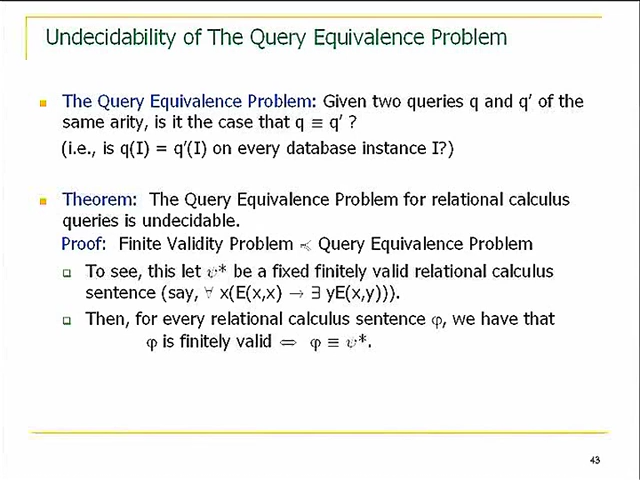 Undecidability of The Query Equivalence Problem
The Query Equivalence Problem: Given two queries q and q’ of the
same arity, is it the case that q ≡ q’ ?
(i.e., is q(I) = q’(I) on every database instance I?)
Theorem: The Query Equivalence Problem for relational calculus
queries is undecidable.
Proof: Finite Validity Problem ≼ Query Equivalence Problem
To see, this let ψ* be a fixed finitely valid relational calculus
sentence (say, ∀ x(E(x,x) → ∃ yE(x,y))).
Then, for every relational calculus sentence φ, we have that
φ is finitely valid ⇔ φ ≡ ψ*.
43